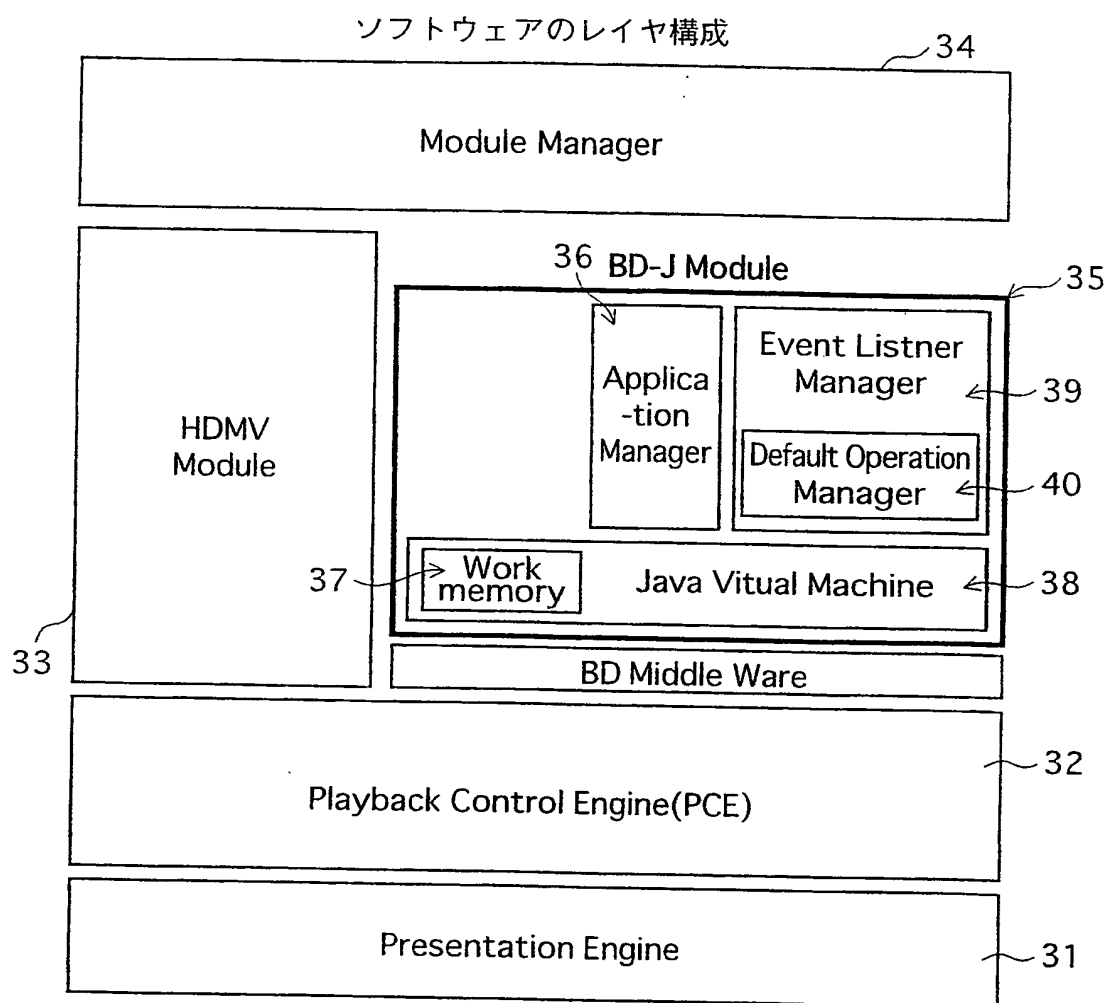 ソフトウェアのレイヤ構成
34
Module Manager
36
BD-J Module
35
HDMV
Module
Applica
-tion
Manager
Event Listner
Manager
39
Default Operation
Manager
40
37
Work
memory
Java Vitual Machine
38
33
BD Middle Ware
Playback Control Engine(PCE)
32
Presentation Engine
31